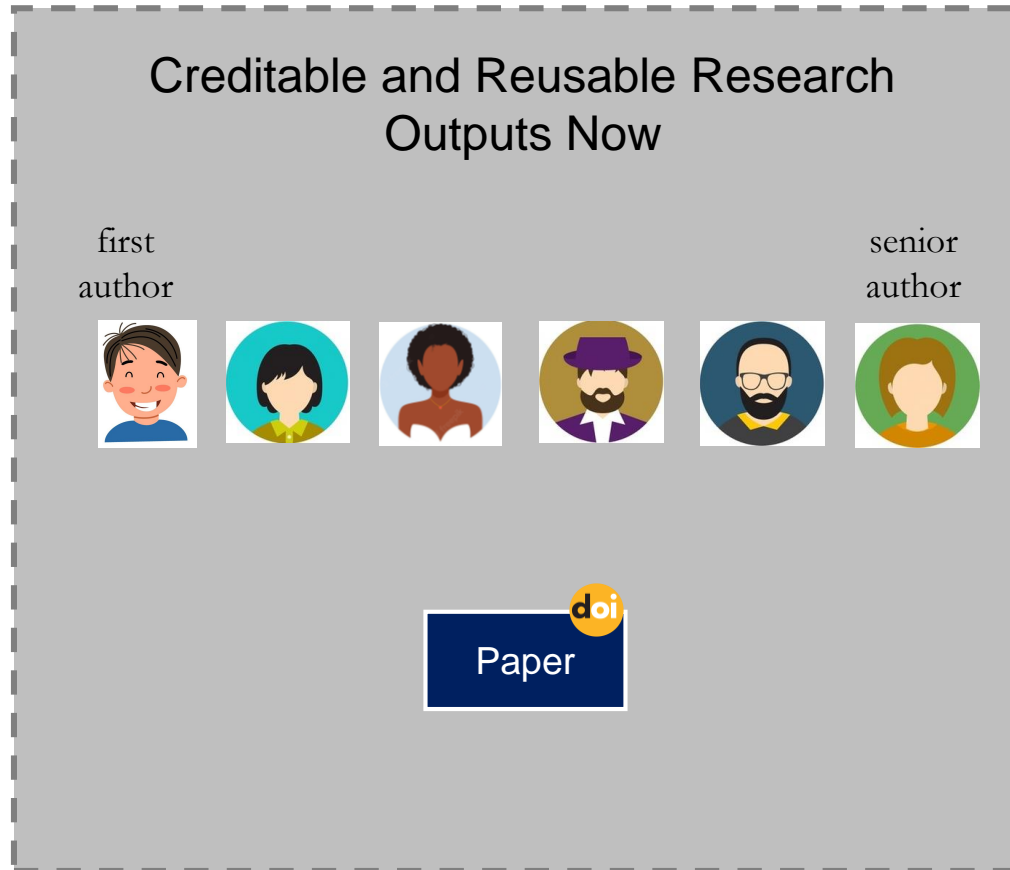 Creditable and Reusable Research
Outputs Now
first
author
senior
author
doi
Paper